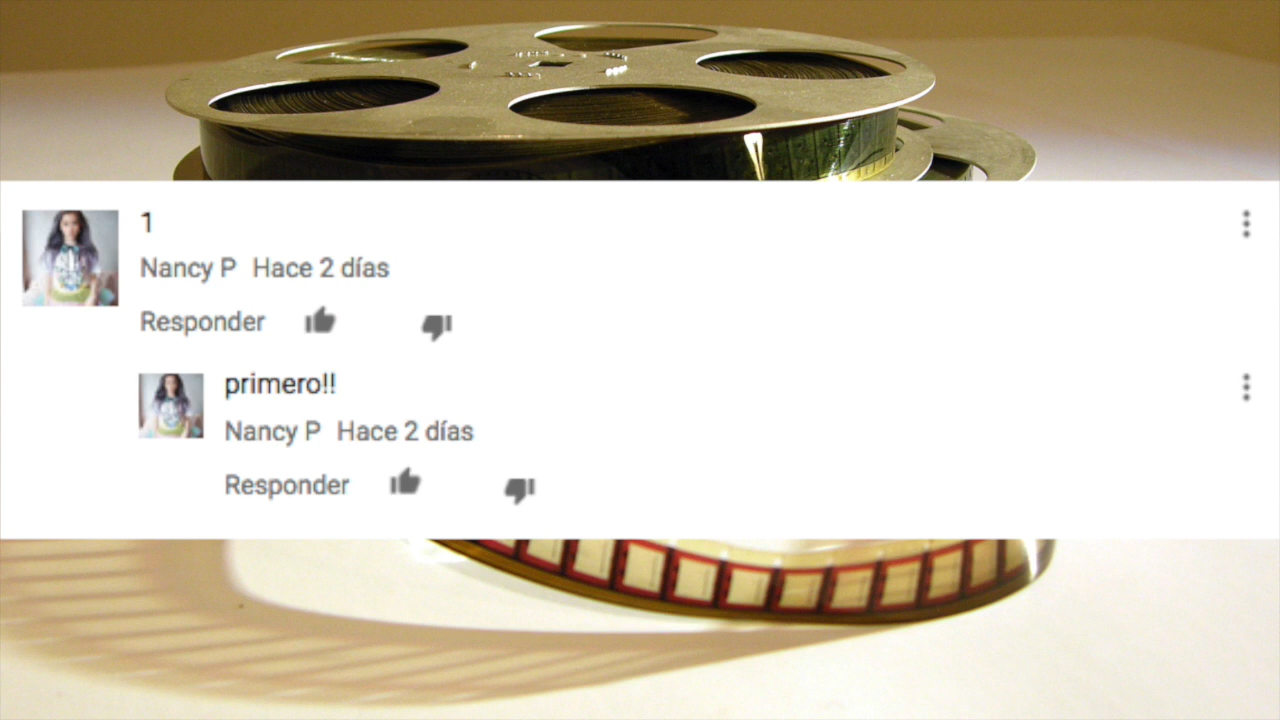 1
Nancy P Hace 2 días
Responder
primero!!
Nancy P Hace 2 días
Responder